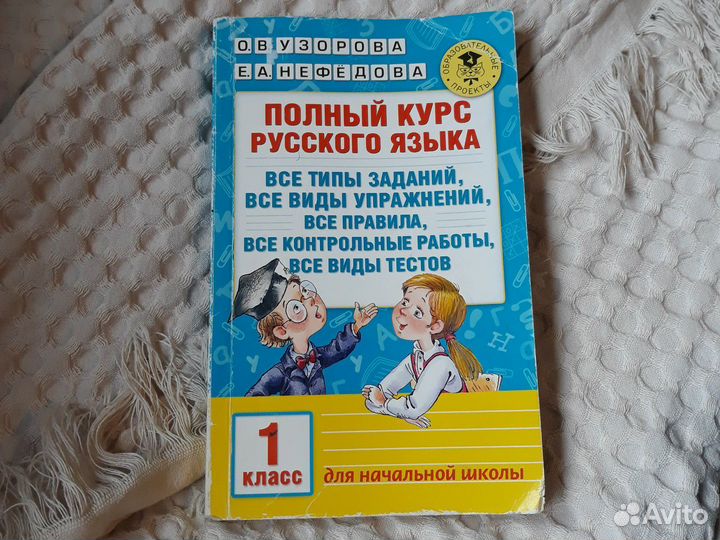 О.В. УЗОРОВА
Е.А. НЕФЁДОВА
ОБРАЗОВАТЕЛЬНЫЕ
ПРОЕКТЫ
ПОЛНЫЙ КУРС
РУССКОГО ЯЗЫКА
ВСЕ ТИПЫ ЗАДАНИЙ,
ВСЕ ВИДЫ УПРАЖНЕНИЙ,
ВСЕ ПРАВИЛА,
ВСЕ КОНТРОЛЬНЫЕ РАБОТЫ,
ВСЕ ВИДЫ ТЕСТОВ
1
КЛАСС
для начальной школы
Avito